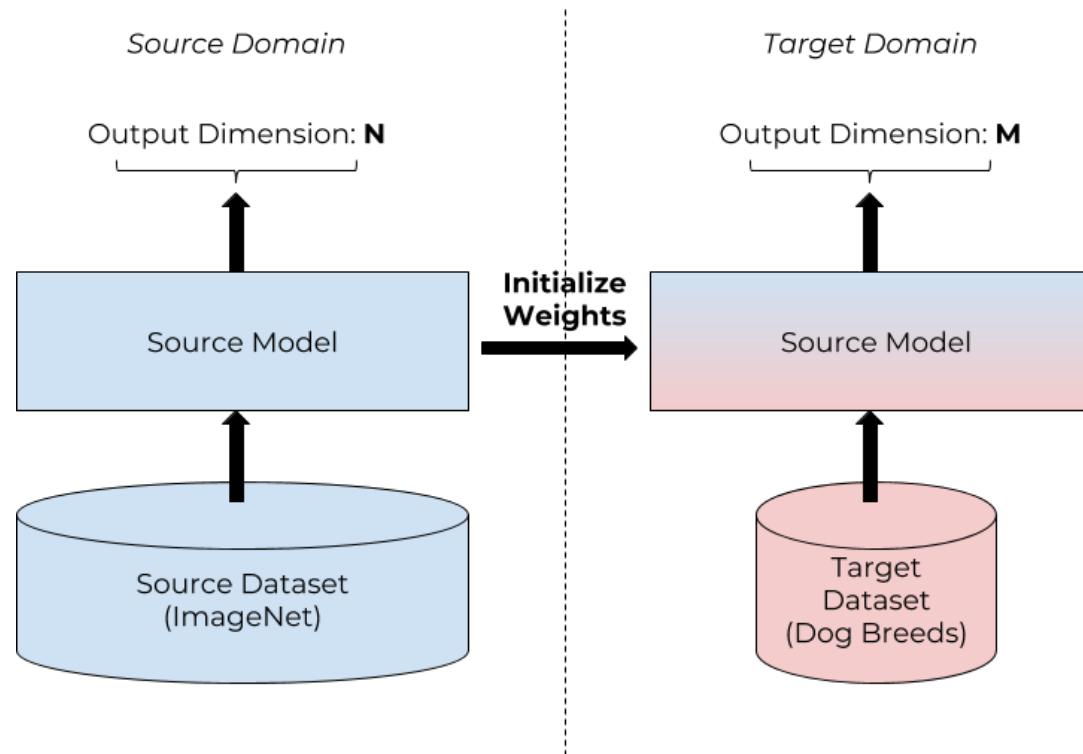 Source Domain
Target Domain
Output Dimension: N
Output Dimension: M
Initialize
Weights
Source Model
Source Model
Source Dataset
(ImageNet)
Target
Dataset
(Dog Breeds)